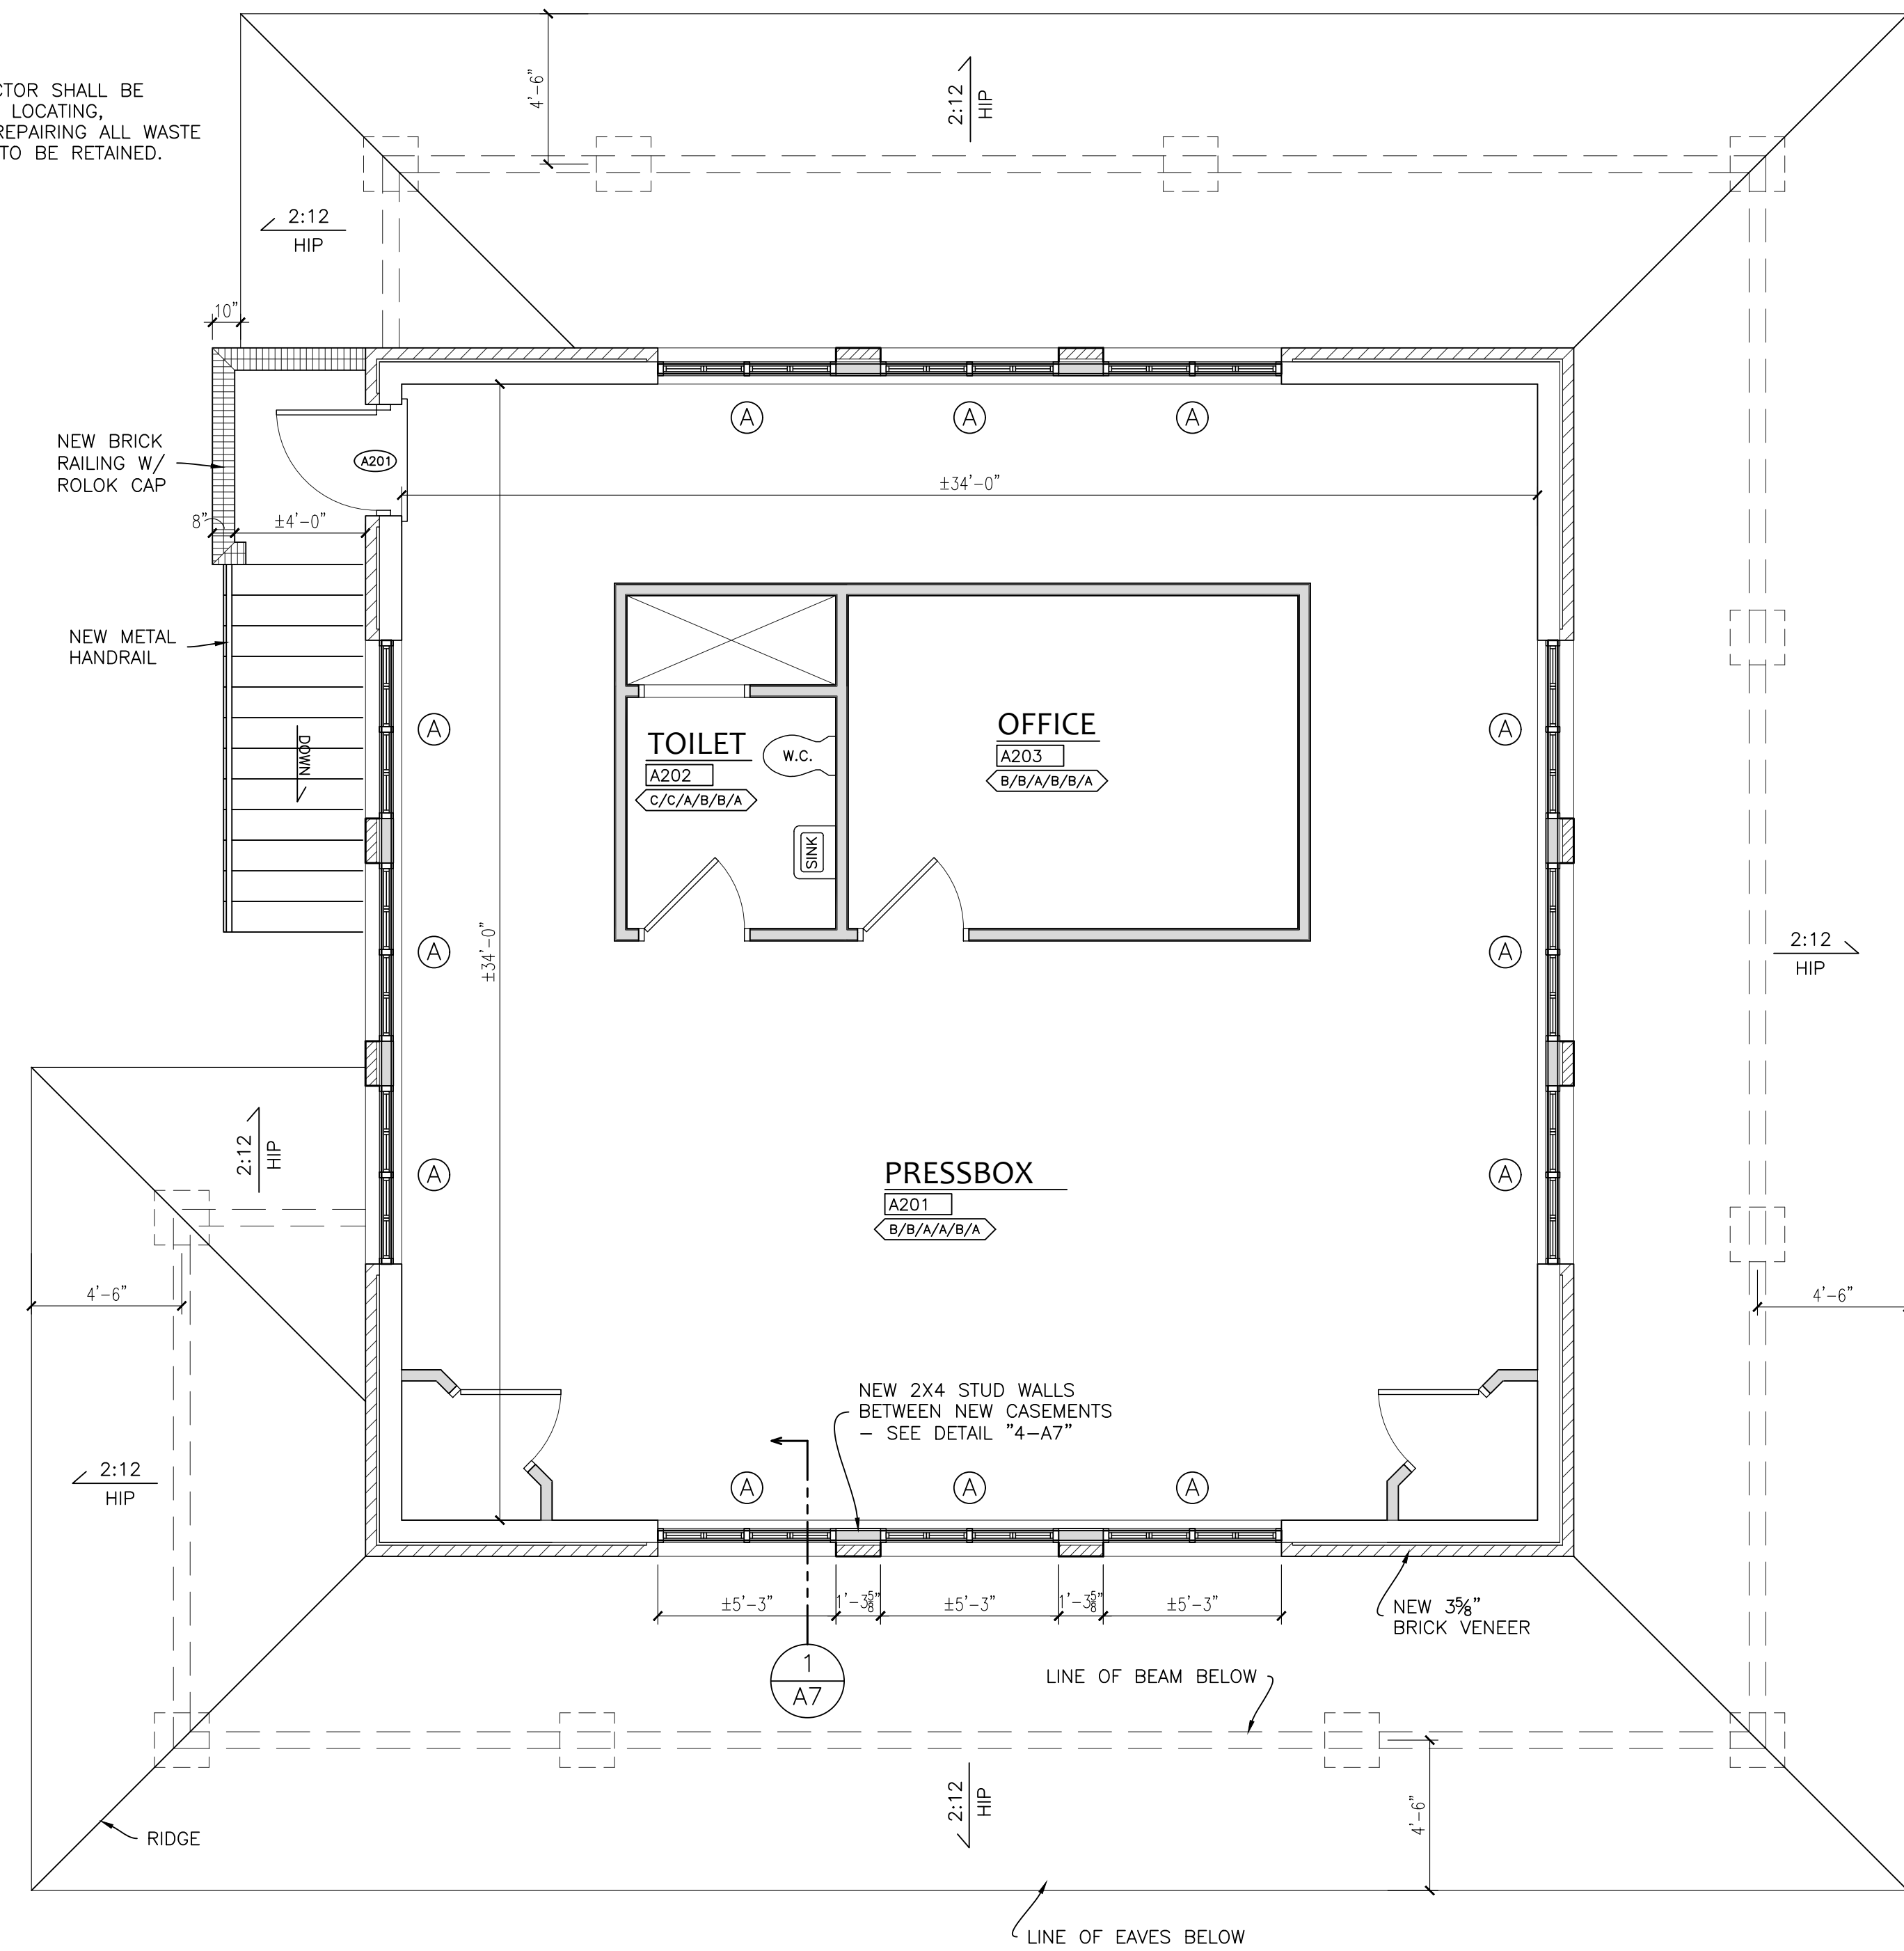 CTOR SHALL BE
LOCATING,
REPAIRING ALL WASTE
TO BE RETAINED.
4'-6"
2:12
HIP
2:12
HIP
10"
NEW BRICK
RAILING W/
ROLOK CAP
A201
A
A
A
±34'-0"
8"
±4'-0"
NEW METAL
HANDRAIL
DOWN
TOILET
A202
C/C/A/B/B/A
W.C.
SINK
OFFICE
A203
B/B/A/B/B/A
A
A
A
A
A
A
±34'-0"
2:12
HIP
2:12
HIP
PRESSBOX
A201
B/B/A/A/B/A
4'-6"
4'-6"
NEW 2X4 STUD WALLS
BETWEEN NEW CASEMENTS
- SEE DETAIL "4-A7"
2:12
HIP
A
A
A
±5'-3"
1'-3⅝"
±5'-3"
1'-3⅝"
±5'-3"
NEW 3⅝"
BRICK VENEER
1
A7
LINE OF BEAM BELOW
2:12
HIP
4'-6"
RIDGE
LINE OF EAVES BELOW